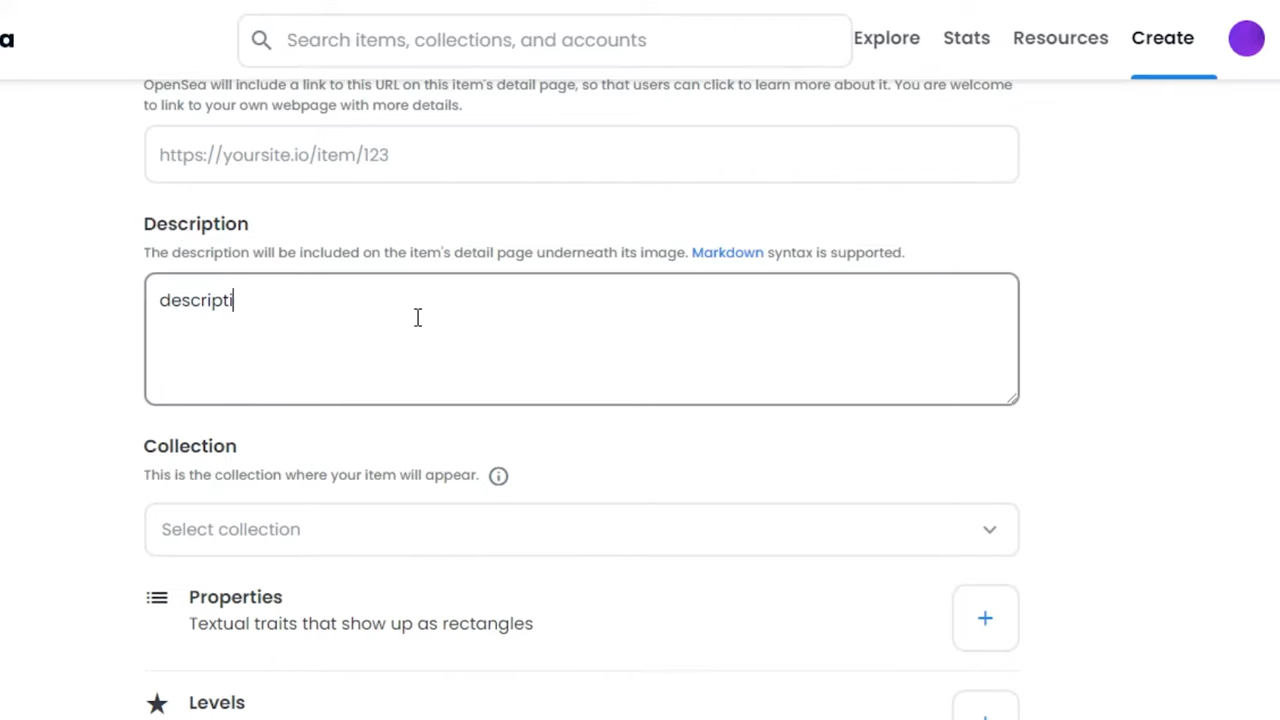 a
Search items, collections, and accounts
Explore
Stats
Resources
Create
OpenSea will include a link to this URL on this item's detail page, so that users can click to learn more about it. You are welcome
to link to your own webpage with more details.
https://yoursite.io/item/123
Description
The description will be included on the item's detail page underneath its image. Markdown syntax is supported.
descripti
Collection
This is the collection where your item will appear.
Select collection
Properties
Textual traits that show up as rectangles
Levels